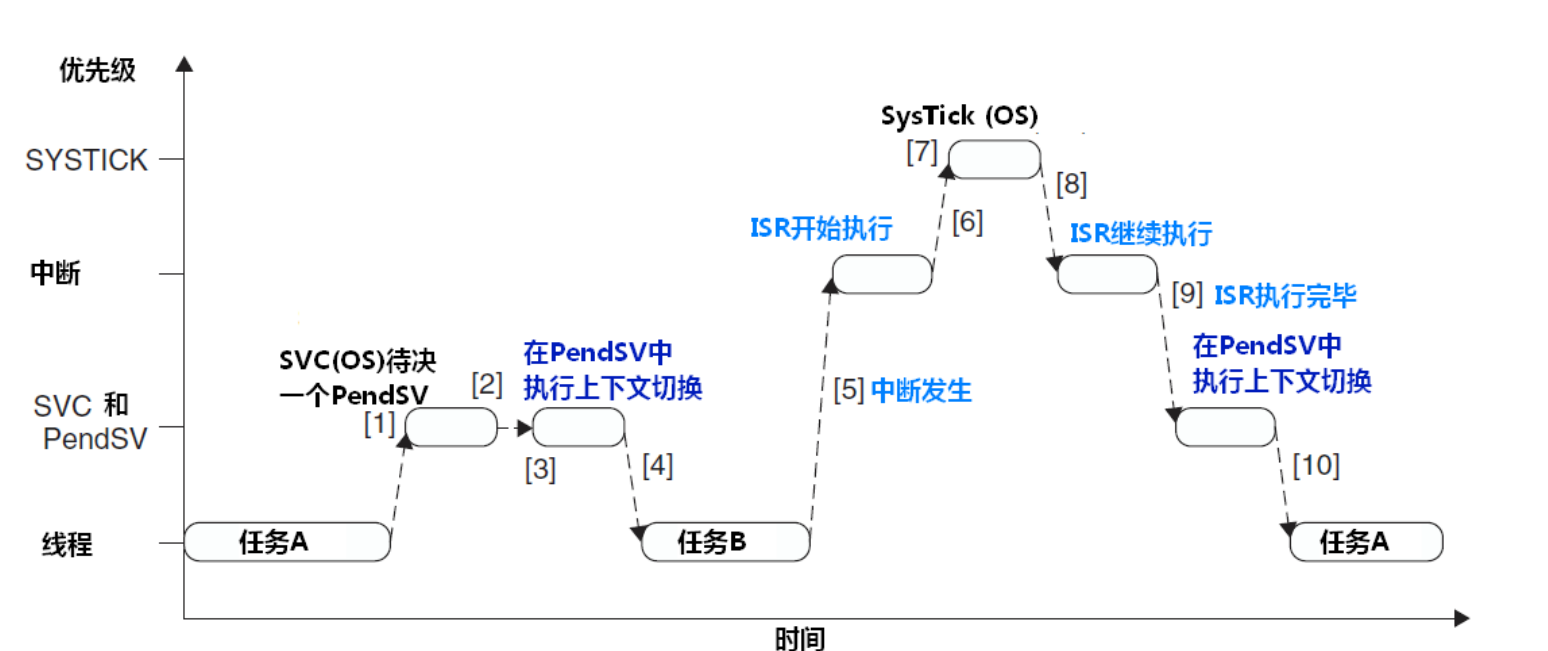 优先级
SysTick (OS)
SYSTICK
[7]
[8]
ISR开始执行
[6]
ISR继续执行
中断
[9] ISR执行完毕
SVC(OS)待决
一个PendSV
[2]
在PendSV中
执行上下文切换
[5] 中断发生
在PendSV中
执行上下文切换
SVC 和
PendSV
[1]
[3]
[4]
[10]
线程
任务A
任务B
任务A
时间